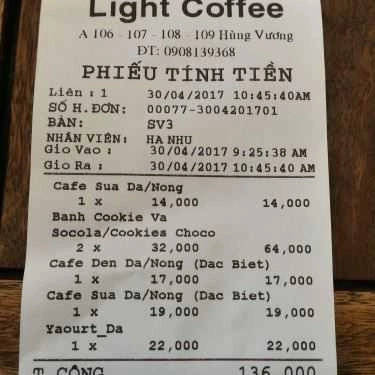 Light Coffee
A 106 - 107 - 108 - 109 Hùng Vương
ĐT: 0908139368
PHIẾU TÍNH TIỀN
Liên : 1 30/04/2017 10:45:40AM
SỐ H.ĐƠN: 00077-3004201701
BÀN: SV3
NHÂN VIÊN: HA NHU
Gio Vao : 30/04/2017 9:25:38 AM
Gio Ra : 30/04/2017 10:45:40 AM
Cafe Sua Da/Nong
1 x 14,000 14,000
Banh Cookie Va
Socola/Cookies Choco
2 x 32,000 64,000
Cafe Den Da/Nong (Dac Biet)
1 x 17,000 17,000
Cafe Sua Da/Nong (Dac Biet)
1 x 19,000 19,000
Yaourt_Da
1 x 22,000 22,000
T.CỘNG 136,000